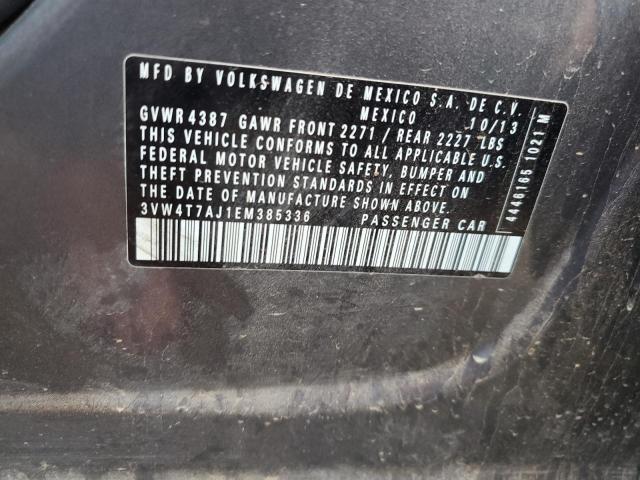 MFD BY VOLKSWAGEN DE MEXICO S.A. DE C.V.
MEXICO 10/13
GVWR 4387 GAWR FRONT 2271 / REAR 2227 LBS
THIS VEHICLE CONFORMS TO ALL APPLICABLE U.S.
FEDERAL MOTOR VEHICLE SAFETY, BUMPER AND
THEFT PREVENTION STANDARDS IN EFFECT ON
THE DATE OF MANUFACTURE SHOWN ABOVE.
3VW4T7AJ1EM385336 PASSENGER CAR
4446165 1021 M